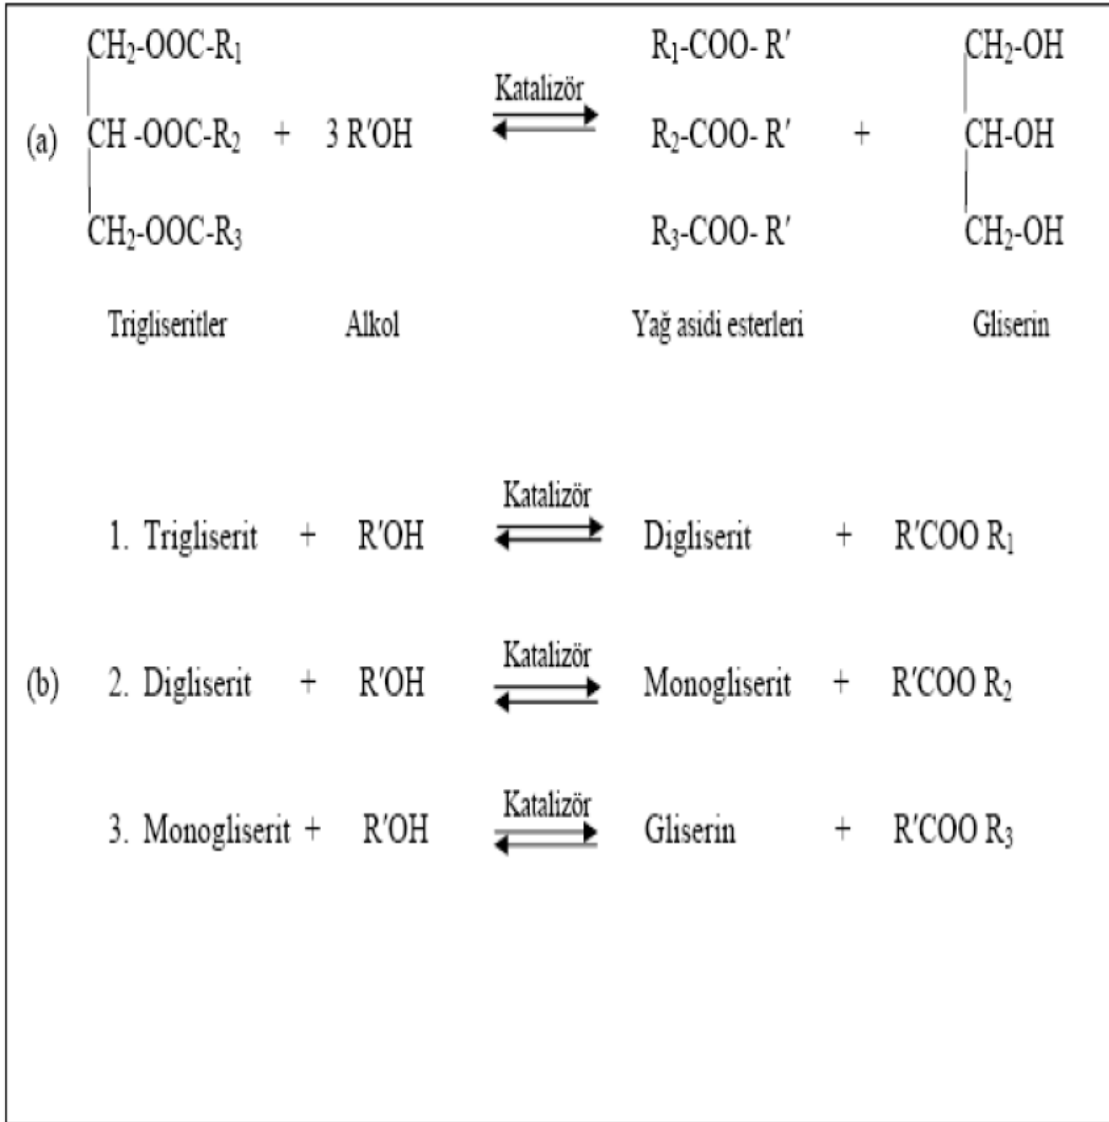 CH₂-OOC-R₁ R₁-COO- R′ CH₂-OH
Katalizör
(a) CH -OOC-R₂ + 3 R′OH R₂-COO- R′ + CH-OH
CH₂-OOC-R₃ R₃-COO- R′ CH₂-OH
Trigliseritler Alkol Yağ asidi esterleri Gliserin
Katalizör
1. Trigliserit + R′OH Digliserit + R′COO R₁
Katalizör
(b) 2. Digliserit + R′OH Monogliserit + R′COO R₂
Katalizör
3. Monogliserit + R′OH Gliserin + R′COO R₃